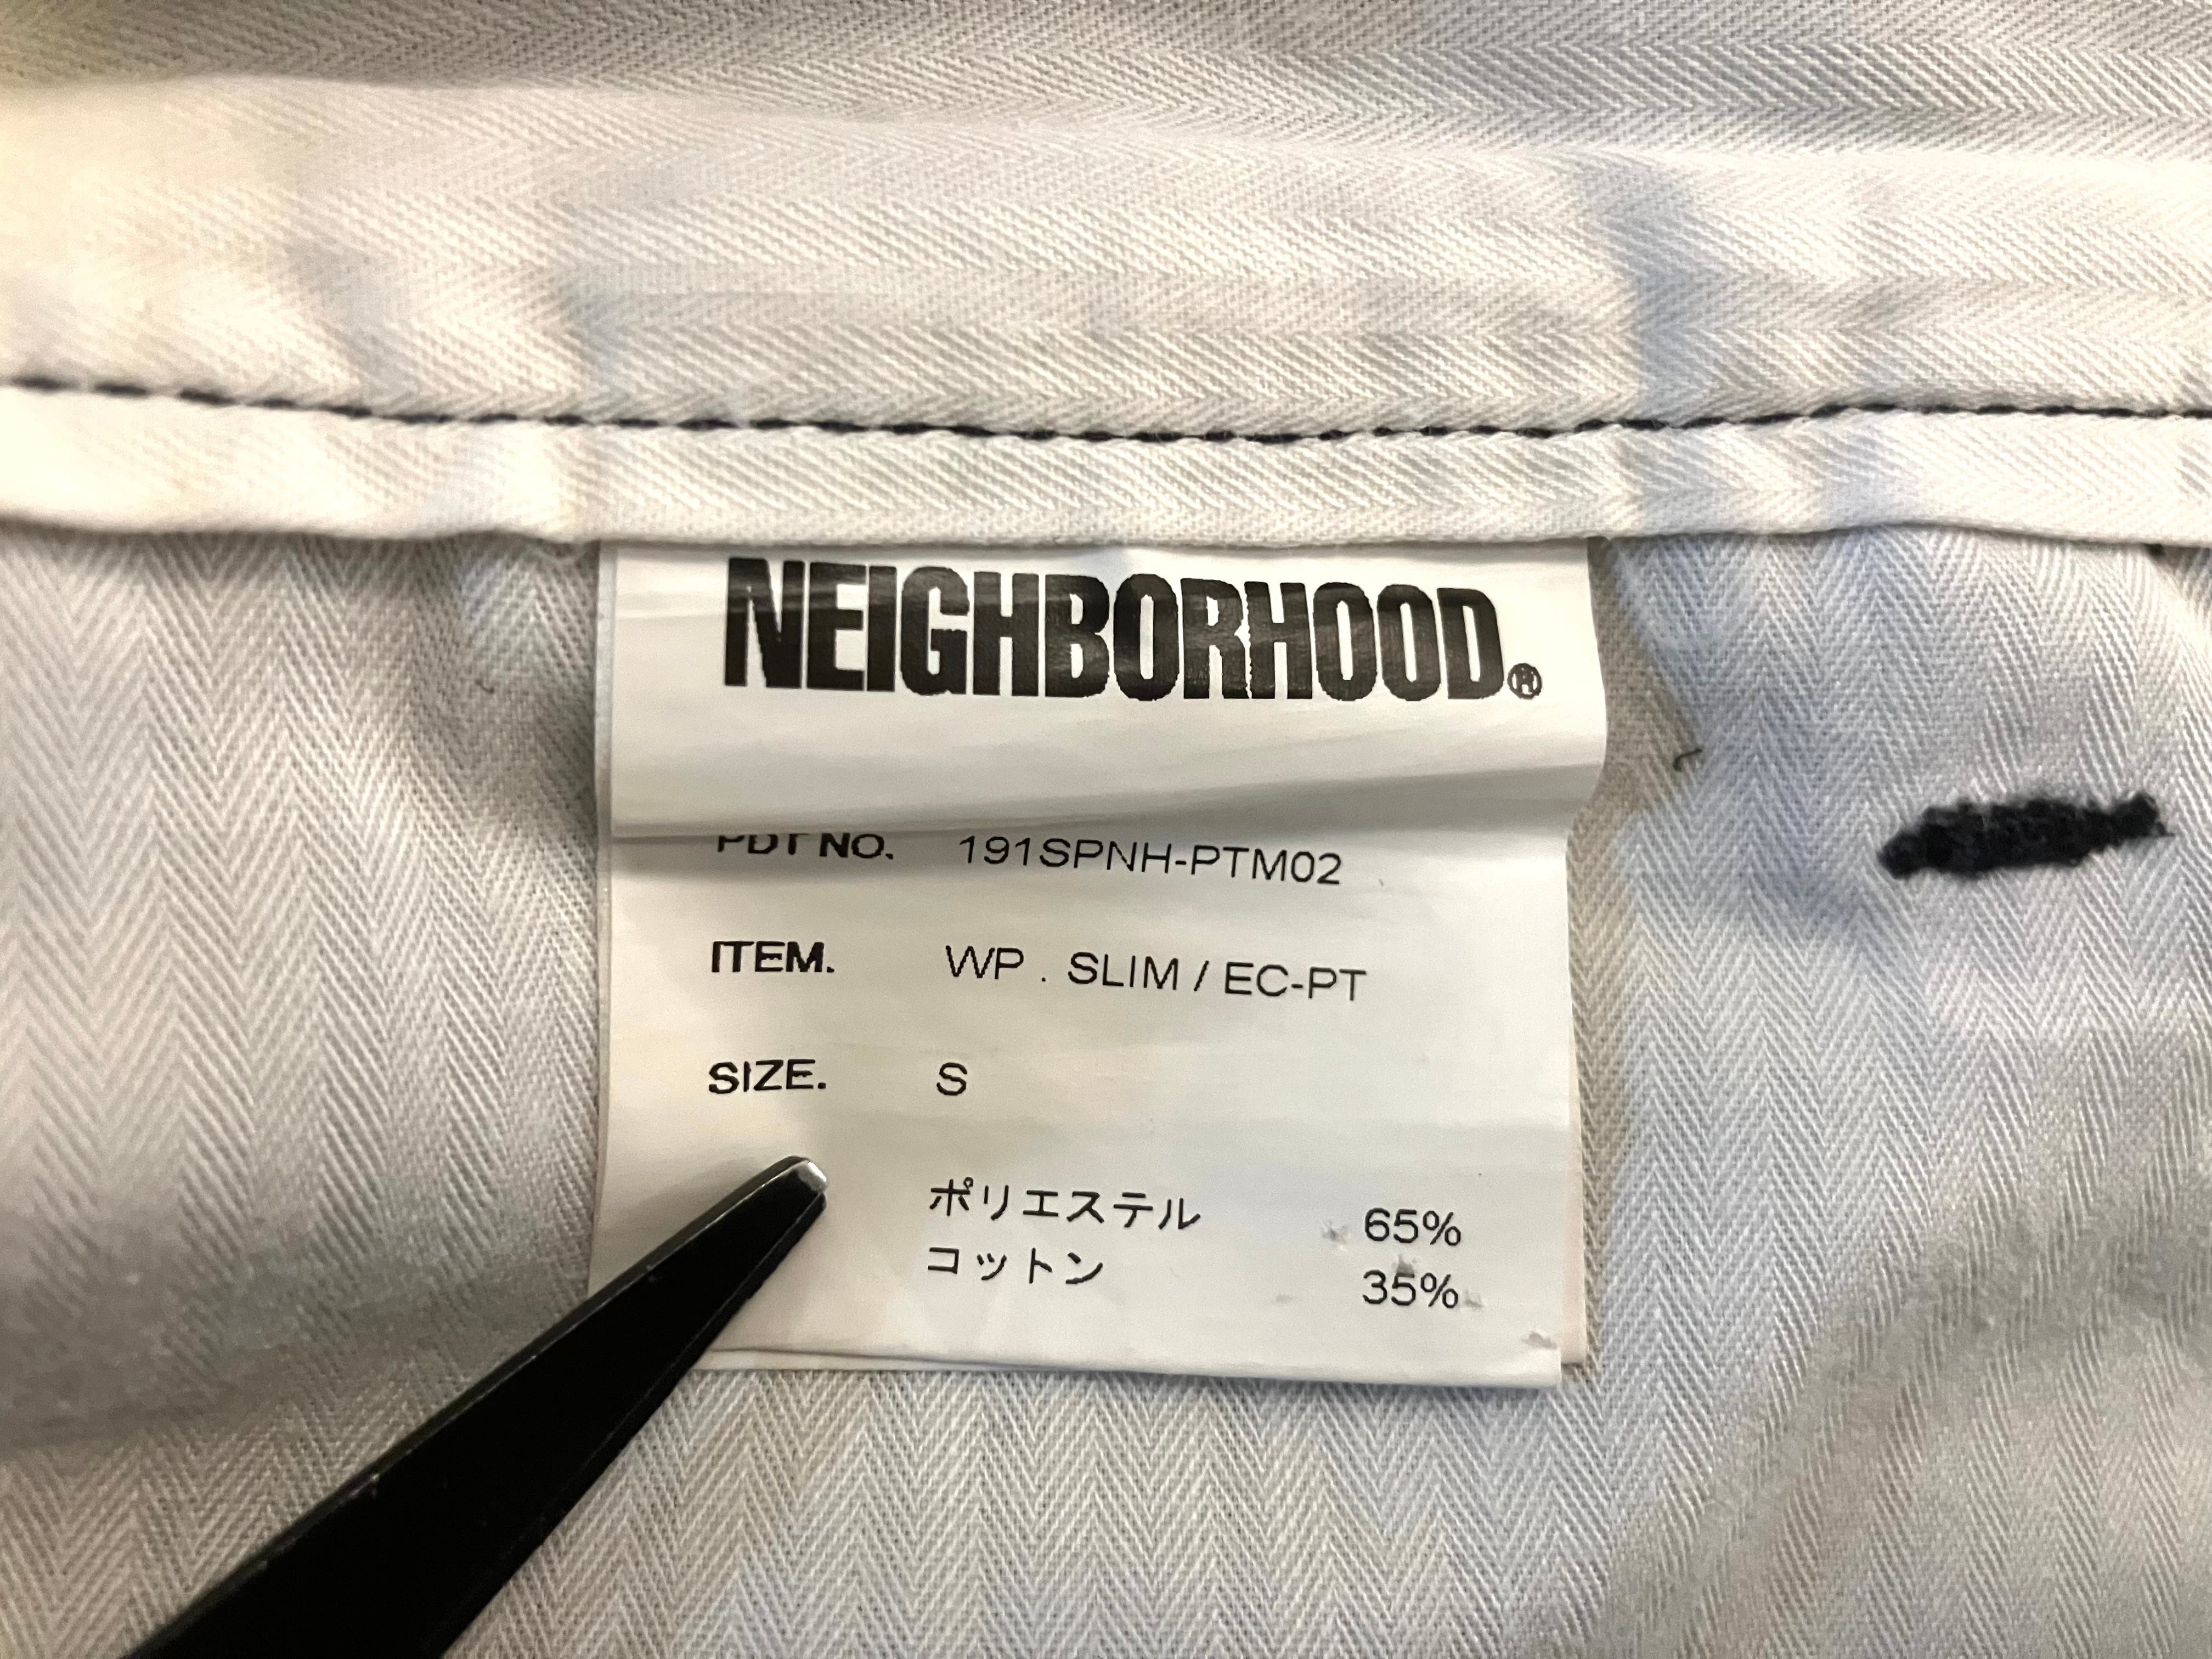 NEIGHBORHOOD.®
PDT NO. 191SPNH-PTM02
ITEM. WP . SLIM / EC-PT
SIZE. S
ポリエステル 65%
コットン 35%